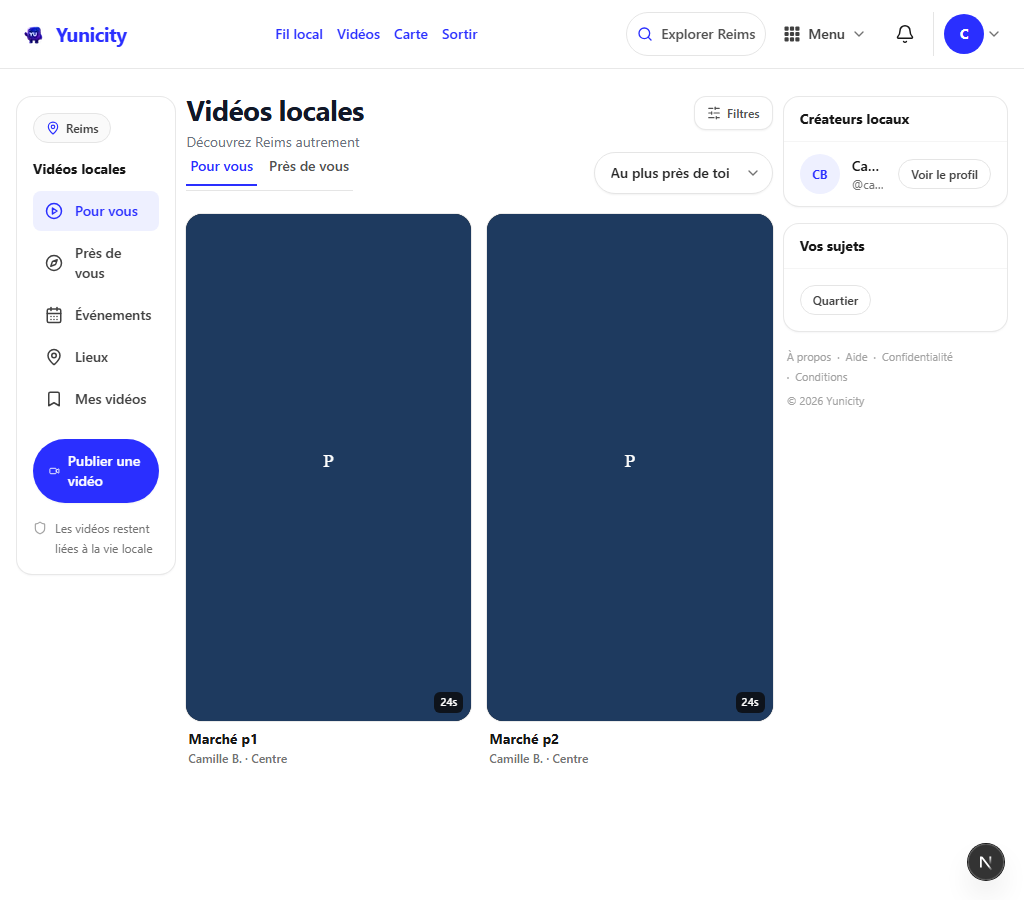 YU
Yunicity
Fil local
Vidéos
Carte
Sortir
Explorer Reims
Menu
C
Reims
Vidéos locales
Pour vous
Près de
vous
Événements
Lieux
Mes vidéos
Publier une
vidéo
Les vidéos restent
liées à la vie locale
Vidéos locales
Découvrez Reims autrement
Filtres
Pour vous
Près de vous
Au plus près de toi
P
24s
Marché p1
Camille B. · Centre
P
24s
Marché p2
Camille B. · Centre
Créateurs locaux
CB
Ca...
@ca...
Voir le profil
Vos sujets
Quartier
À propos · Aide · Confidentialité
· Conditions
© 2026 Yunicity
N